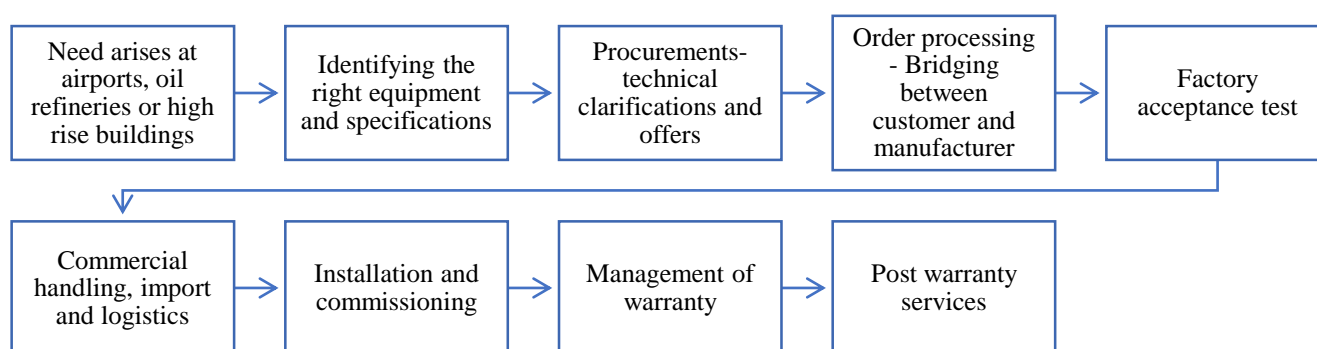 Need arises at
airports, oil
refineries or high
rise buildings
Identifying the
right equipment
and specifications
Procurements-
technical
clarifications and
offers
Order processing
- Bridging
between
customer and
manufacturer
Factory
acceptance test
Commercial
handling, import
and logistics
Installation and
commissioning
Management of
warranty
Post warranty
services